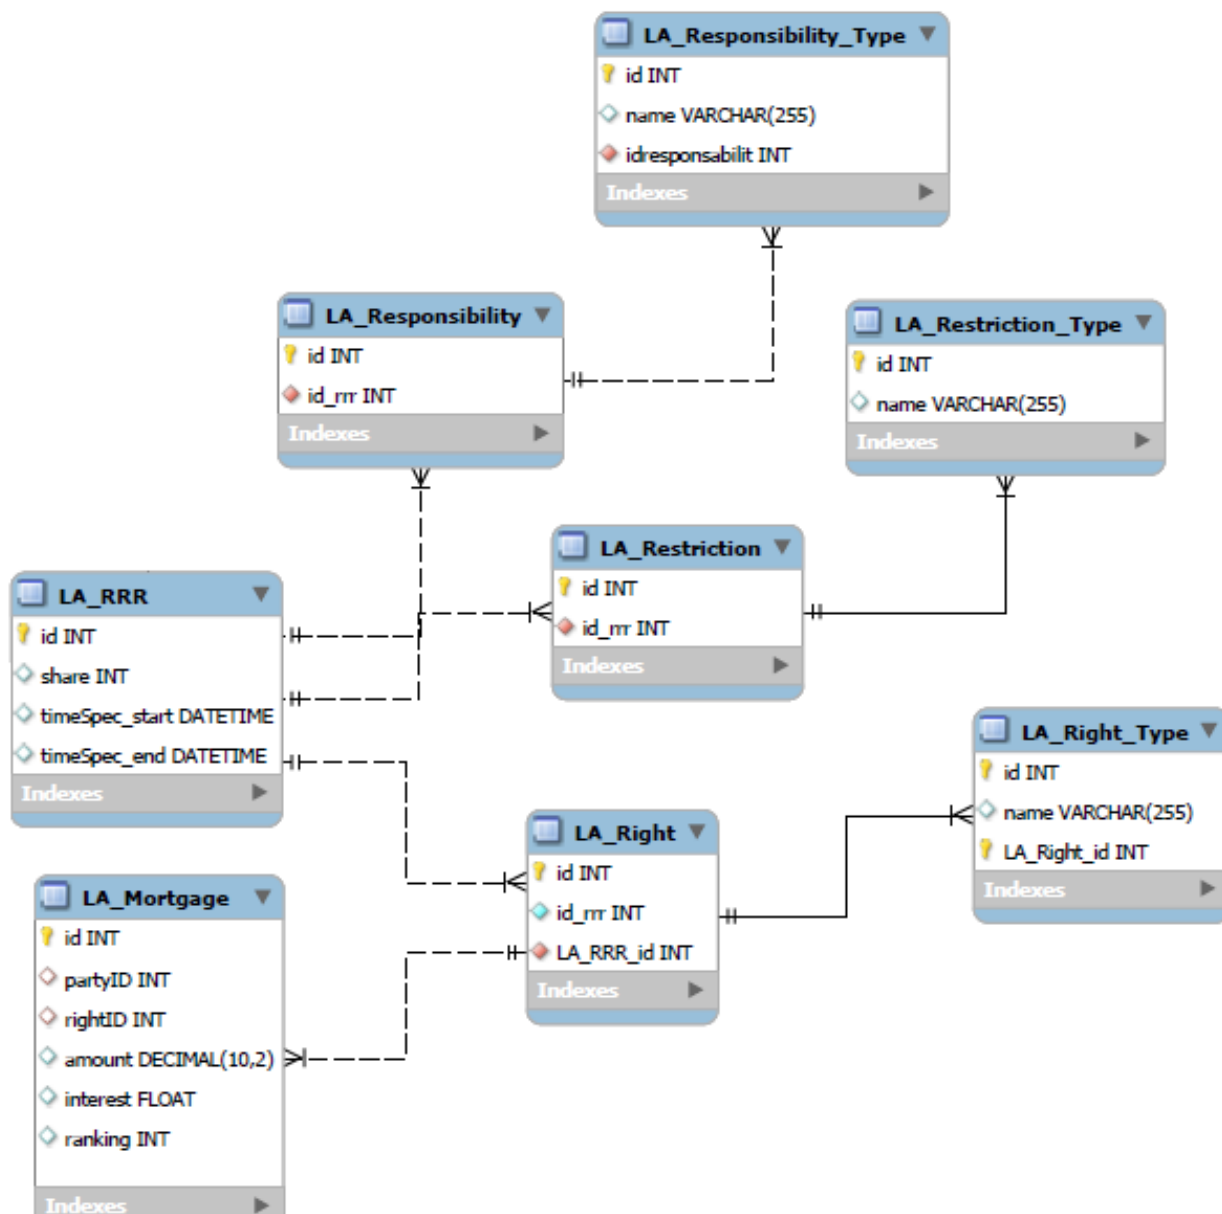 LA_Responsibility_Type
id INT
name VARCHAR(255)
idresponsabilit INT
Indexes
LA_Responsibility
id INT
id_rrr INT
Indexes
LA_Restriction_Type
id INT
name VARCHAR(255)
Indexes
LA_Restriction
id INT
id_rrr INT
Indexes
LA_RRR
id INT
share INT
timeSpec_start DATETIME
timeSpec_end DATETIME
Indexes
LA_Right_Type
id INT
name VARCHAR(255)
LA_Right_id INT
Indexes
LA_Right
id INT
id_rrr INT
LA_RRR_id INT
Indexes
LA_Mortgage
id INT
partyID INT
rightID INT
amount DECIMAL(10,2)
interest FLOAT
ranking INT
Indexes